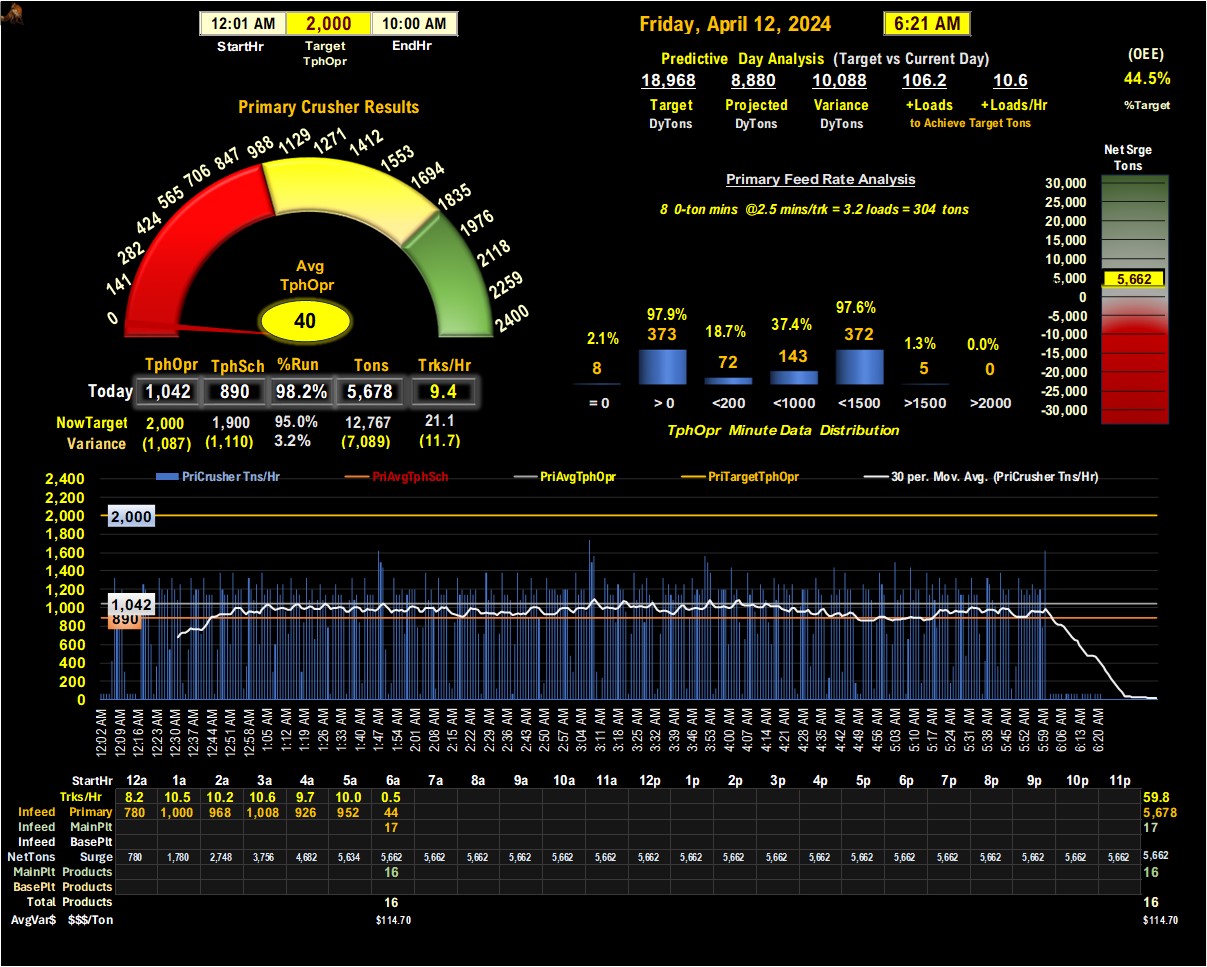 12:01 AM 2,000 10:00 AM
StartHr Target EndHr
TphOpr
Friday, April 12, 2024 6:21 AM
Predictive Day Analysis (Target vs Current Day)
18,968 8,880 10,088 106.2 10.6
Target Projected Variance +Loads +Loads/Hr
DyTons DyTons DyTons to Achieve Target Tons
(OEE)
44.5%
%Target
Primary Crusher Results
0 141 282 424 565 706 847 988 1129 1271 1412 1553 1694 1835 1976 2118 2259 2400
Avg
TphOpr
40
TphOpr TphSch %Run Tons Trks/Hr
Today 1,042 890 98.2% 5,678 9.4
NowTarget 2,000 1,900 95.0% 12,767 21.1
Variance (1,087) (1,110) 3.2% (7,089) (11.7)
Primary Feed Rate Analysis
8 0-ton mins @2.5 mins/trk = 3.2 loads = 304 tons
2.1% 97.9% 18.7% 37.4% 97.6% 1.3% 0.0%
8 373 72 143 372 5 0
= 0 > 0 <200 <1000 <1500 >1500 >2000
TphOpr Minute Data Distribution
Net Srge
Tons
30,000
25,000
20,000
15,000
10,000
5,000 5,662
0
-5,000
-10,000
-15,000
-20,000
-25,000
-30,000
PriCrusher Tns/Hr PriAvgTphSch PriAvgTphOpr PriTargetTphOpr 30 per. Mov. Avg. (PriCrusher Tns/Hr)
2,400
2,200
2,000 2,000
1,800
1,600
1,400
1,200
1,000 1,042
800 890
600
400
200
0
12:02 AM 12:09 AM 12:16 AM 12:23 AM 12:30 AM 12:37 AM 12:44 AM 12:51 AM 12:58 AM 1:05 AM 1:12 AM 1:19 AM 1:26 AM 1:33 AM 1:40 AM 1:47 AM 1:54 AM 2:01 AM 2:08 AM 2:15 AM 2:22 AM 2:29 AM 2:36 AM 2:43 AM 2:50 AM 2:57 AM 3:04 AM 3:11 AM 3:18 AM 3:25 AM 3:32 AM 3:39 AM 3:46 AM 3:53 AM 4:00 AM 4:07 AM 4:14 AM 4:21 AM 4:28 AM 4:35 AM 4:42 AM 4:49 AM 4:56 AM 5:03 AM 5:10 AM 5:17 AM 5:24 AM 5:31 AM 5:38 AM 5:45 AM 5:52 AM 5:59 AM 6:06 AM 6:13 AM 6:20 AM
StartHr 12a 1a 2a 3a 4a 5a 6a 7a 8a 9a 10a 11a 12p 1p 2p 3p 4p 5p 6p 7p 8p 9p 10p 11p
Trks/Hr 8.2 10.5 10.2 10.6 9.7 10.0 0.5 59.8
Infeed Primary 780 1,000 968 1,008 926 952 44 5,678
Infeed MainPlt 17 17
Infeed BasePlt
NetTons Surge 780 1,780 2,748 3,756 4,682 5,634 5,662 5,662 5,662 5,662 5,662 5,662 5,662 5,662 5,662 5,662 5,662 5,662 5,662 5,662 5,662 5,662 5,662 5,662 5,662
MainPlt Products 16 16
BasePlt Products
Total Products 16 16
AvgVar$ $$$/Ton $114.70 $114.70